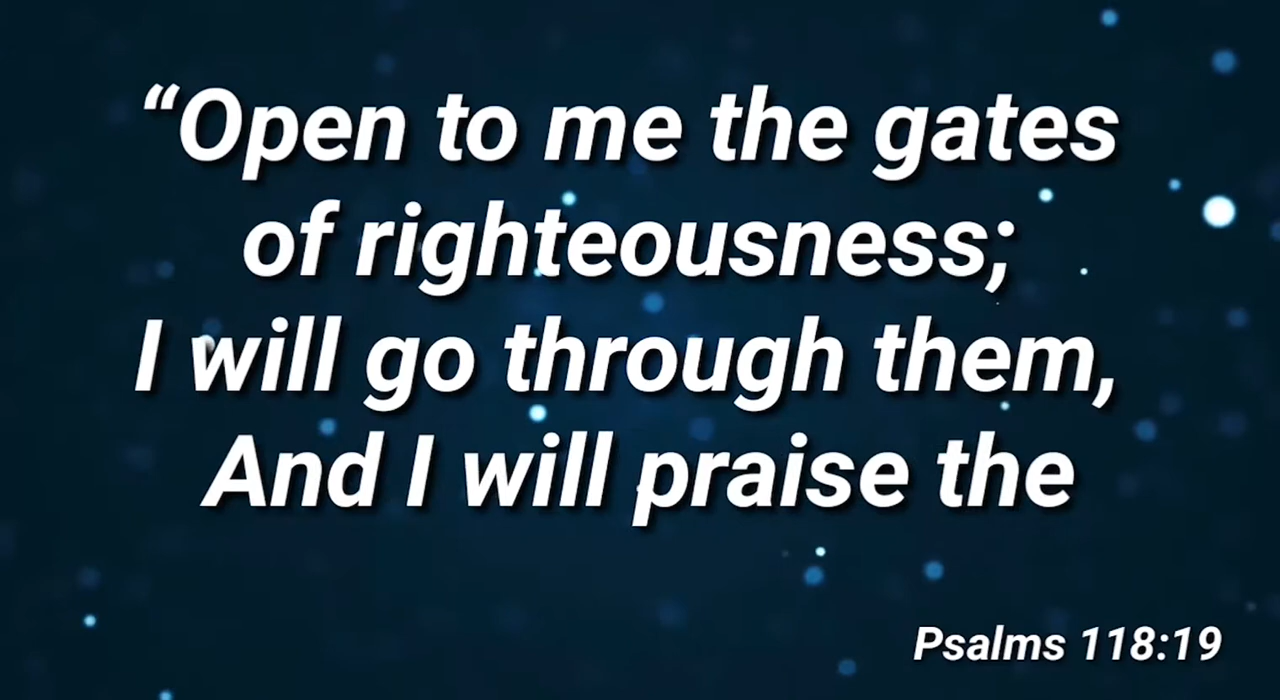 “Open to me the gates
of righteousness;
I will go through them,
And I will praise the
Psalms 118:19